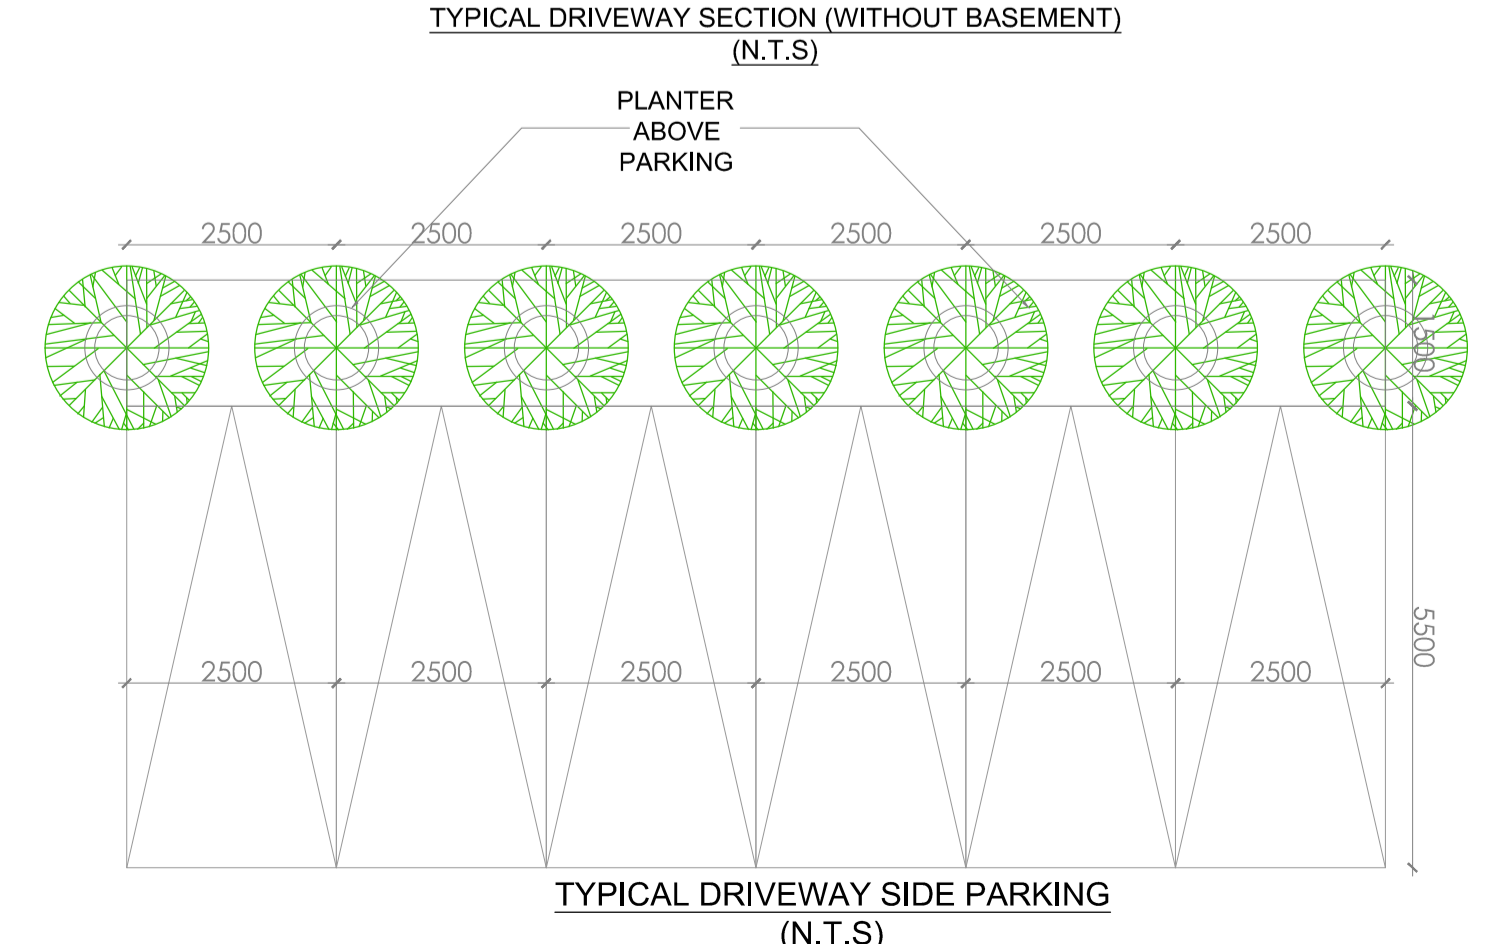 TYPICAL DRIVEWAY SECTION (WITHOUT BASEMENT)
(N.T.S)
PLANTER
ABOVE
PARKING
2500 2500 2500 2500 2500 2500
1500
5500
2500 2500 2500 2500 2500 2500
TYPICAL DRIVEWAY SIDE PARKING
(N.T.S)